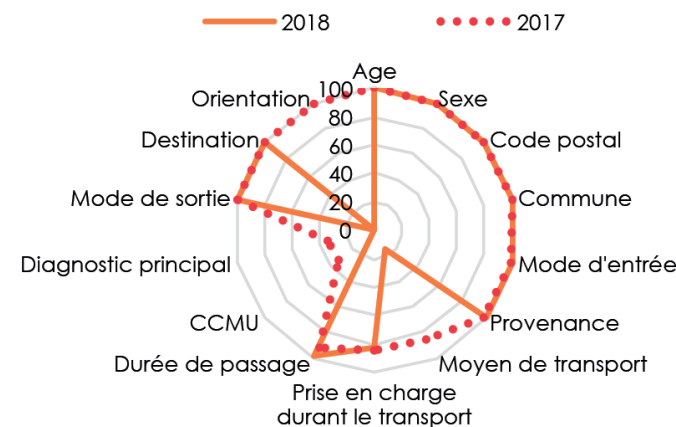 2018
2017
Age
Orientation
100
Sexe
80
Destination
60
Code postal
40
Mode de sortie
20
Commune
0
Diagnostic principal
Mode d'entrée
CCMU
Provenance
Durée de passage
Moyen de transport
Prise en charge
durant le transport